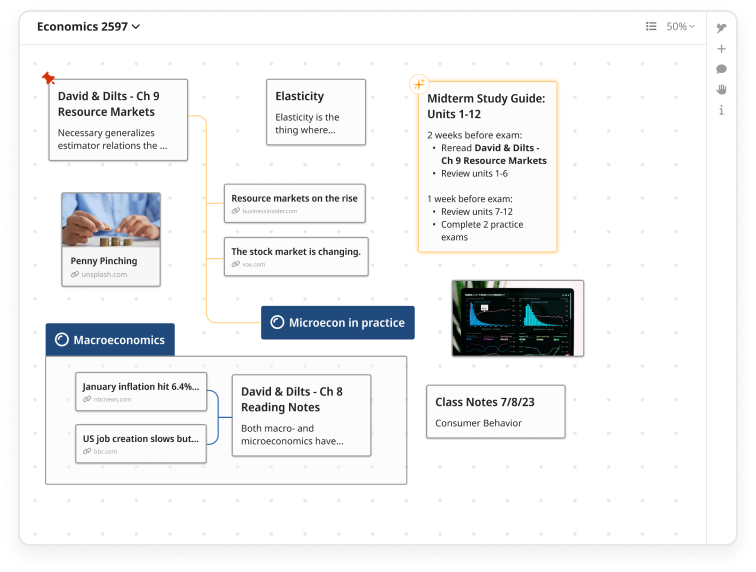 Economics 2597
50%
David & Dilts - Ch 9
Resource Markets
Necessary generalizes
estimator relations the ...
Elasticity
Elasticity is the
thing where...
Midterm Study Guide:
Units 1-12
2 weeks before exam:
• Reread David & Dilts -
Ch 9 Resource Markets
• Review units 1-6
1 week before exam:
• Review units 7-12
• Complete 2 practice
exams
Resource markets on the rise
businessinsider.com
The stock market is changing.
vox.com
Penny Pinching
unsplash.com
Microecon in practice
Macroeconomics
January inflation hit 6.4%...
nbcnews.com
US job creation slows but...
bbc.com
David & Dilts - Ch 8
Reading Notes
Both macro- and
microeconomics have...
Class Notes 7/8/23
Consumer Behavior